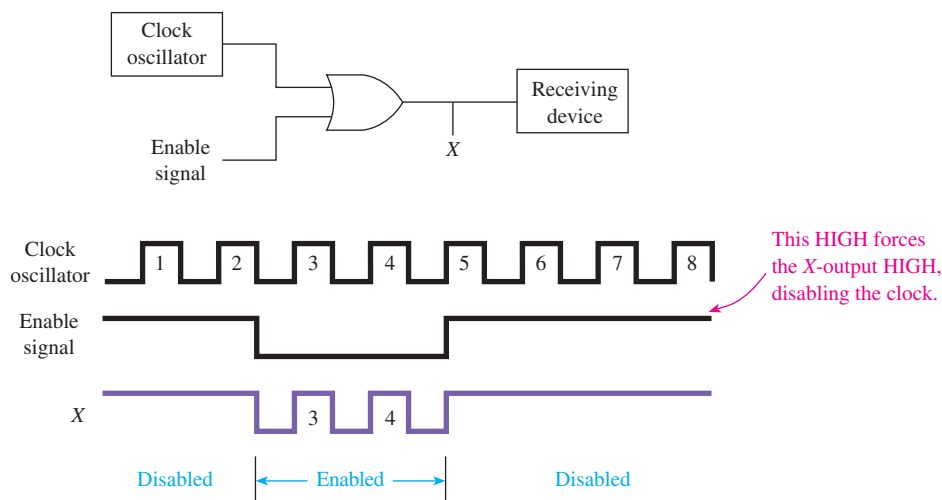 Clock
oscillator
Receiving
device
Enable
signal
X
Clock
oscillator
1 2 3 4 5 6 7 8
This HIGH forces
the X-output HIGH,
disabling the clock.
Enable
signal
X
3 4
Disabled Enabled Disabled